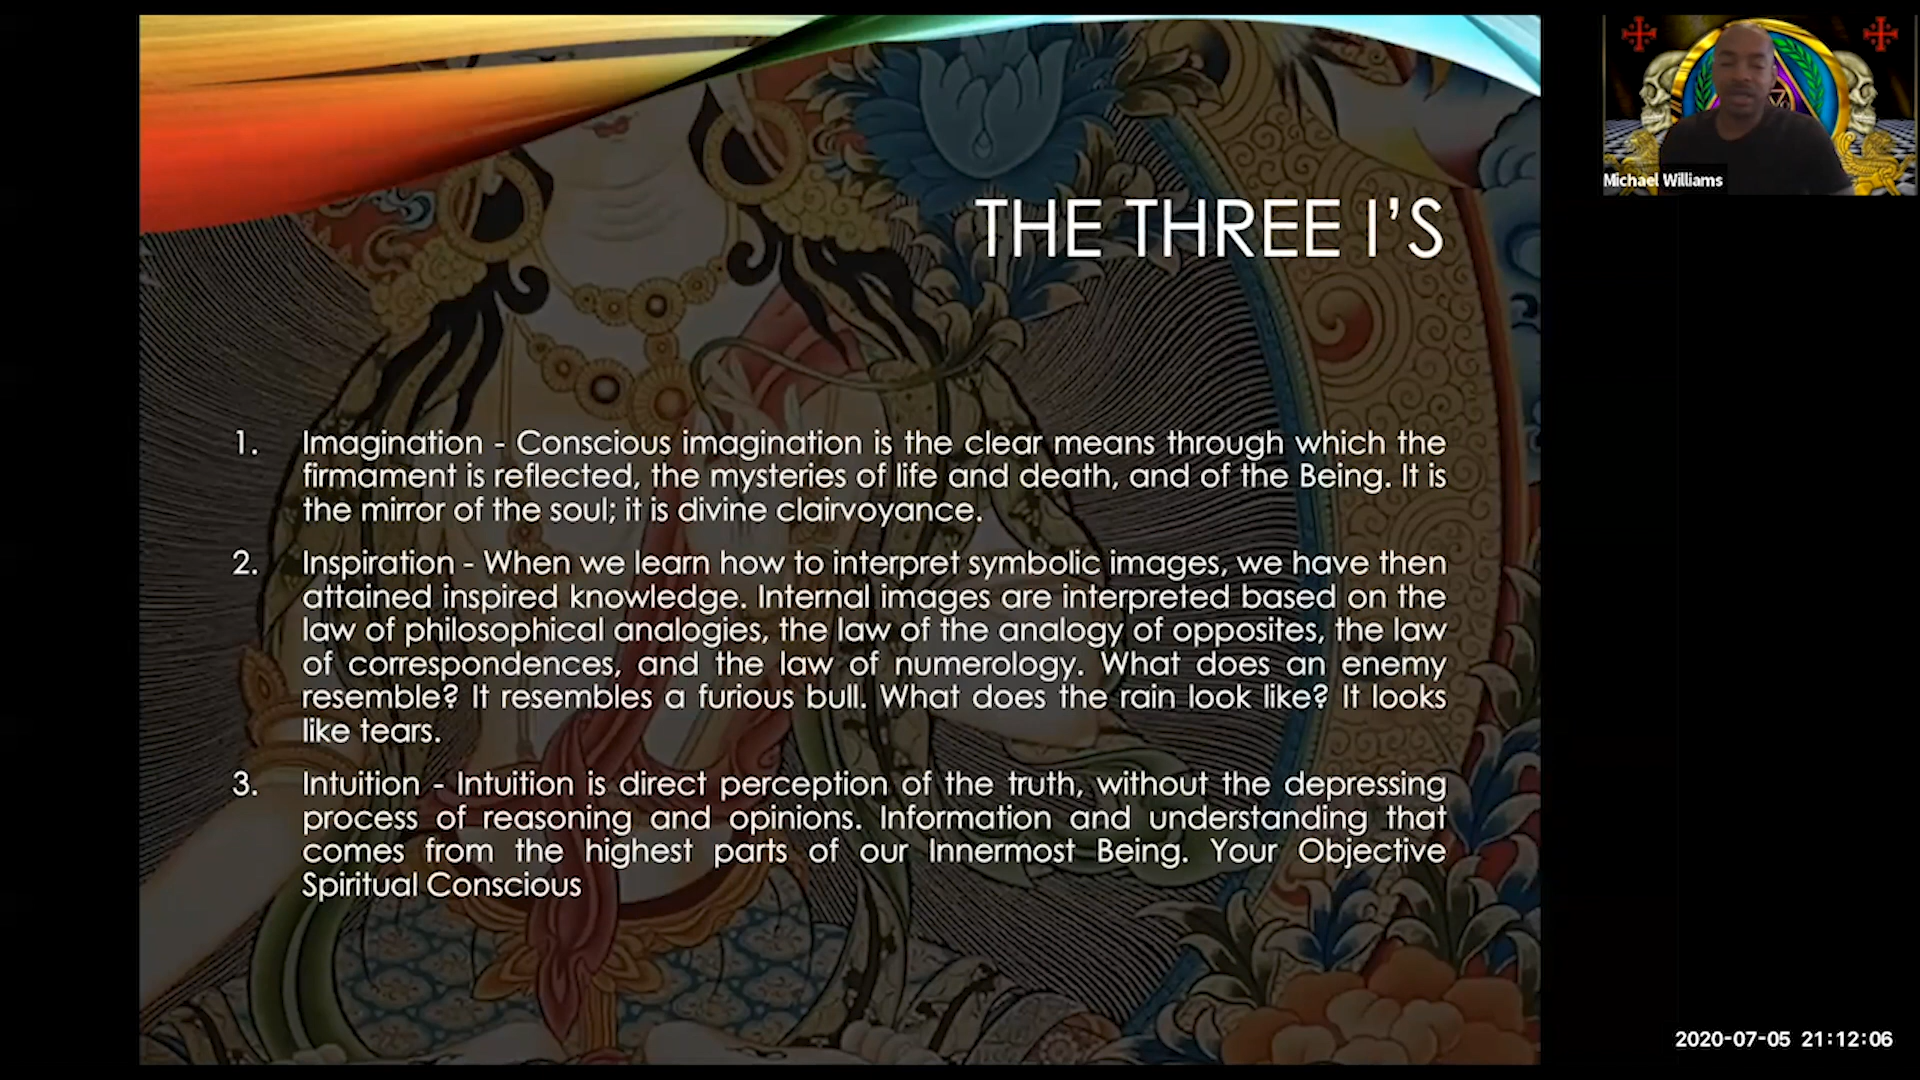 Michael Williams
THE THREE I'S
1. Imagination - Conscious imagination is the clear means through which the
firmament is reflected, the mysteries of life and death, and of the Being. It is
the mirror of the soul; it is divine clairvoyance.
2. Inspiration - When we learn how to interpret symbolic images, we have then
attained inspired knowledge. Internal images are interpreted based on the
law of philosophical analogies, the law of the analogy of opposites, the law
of correspondences, and the law of numerology. What does an enemy
resemble? It resembles a furious bull. What does the rain look like? It looks
like tears.
3. Intuition - Intuition is direct perception of the truth, without the depressing
process of reasoning and opinions. Information and understanding that
comes from the highest parts of our Innermost Being. Your Objective
Spiritual Conscious
2020-07-05 21:12:06